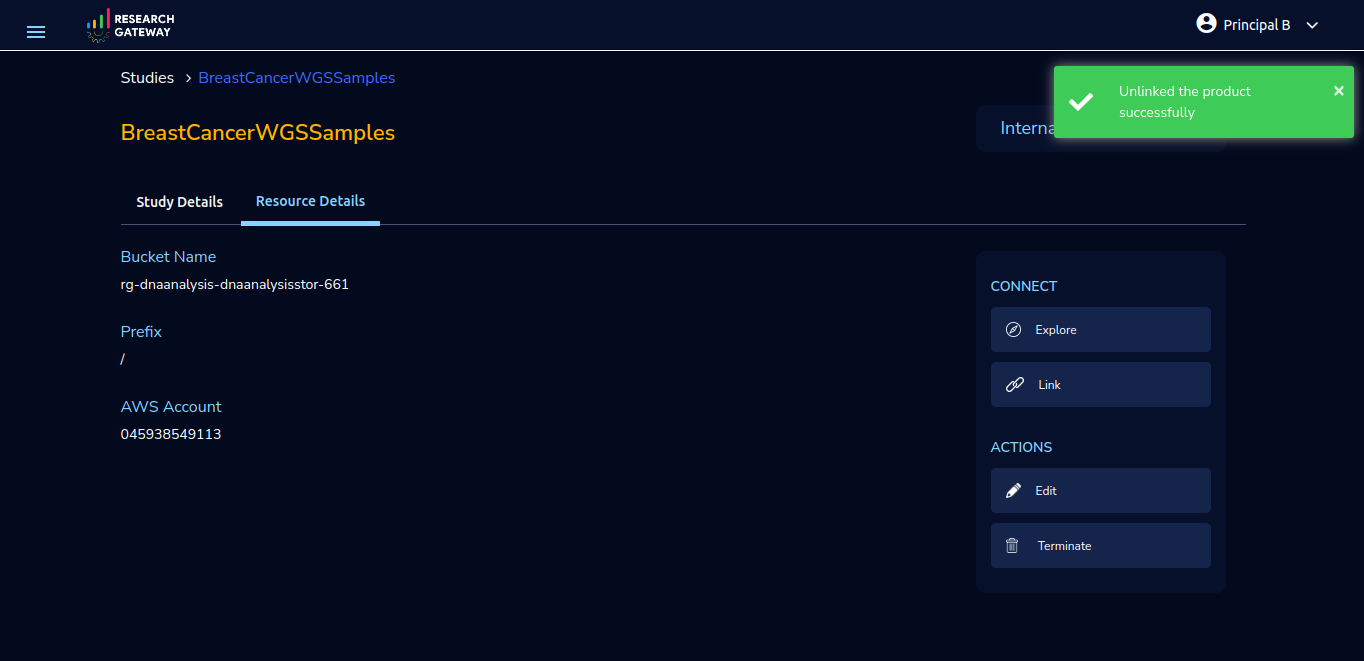 RESEARCH
GATEWAY
Principal B
Studies > BreastCancerWGSSamples
Unlinked the product
successfully
×
BreastCancerWGSSamples
Study Details
Resource Details
Bucket Name
rg-dnaanalysis-dnaanalysisstor-661
Prefix
/
AWS Account
045938549113
CONNECT
Explore
Link
ACTIONS
Edit
Terminate